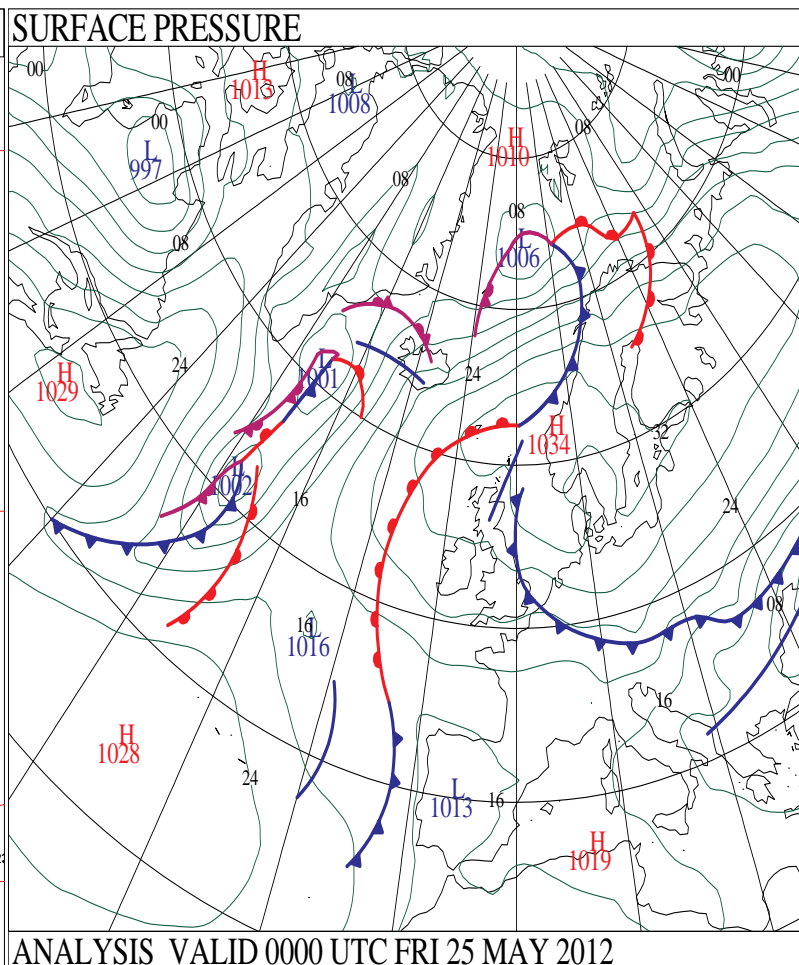 SURFACE PRESSURE
00
H
1013
08
L
1008
00
00
L
997
08
H
1010
08
08
08
L
1006
24
H
1029
L
1001
24
H
1034
32
L
1002
16
24
16
L
1016
08
16
H
1028
24
L
1013
16
H
1019
ANALYSIS VALID 0000 UTC FRI 25 MAY 2012